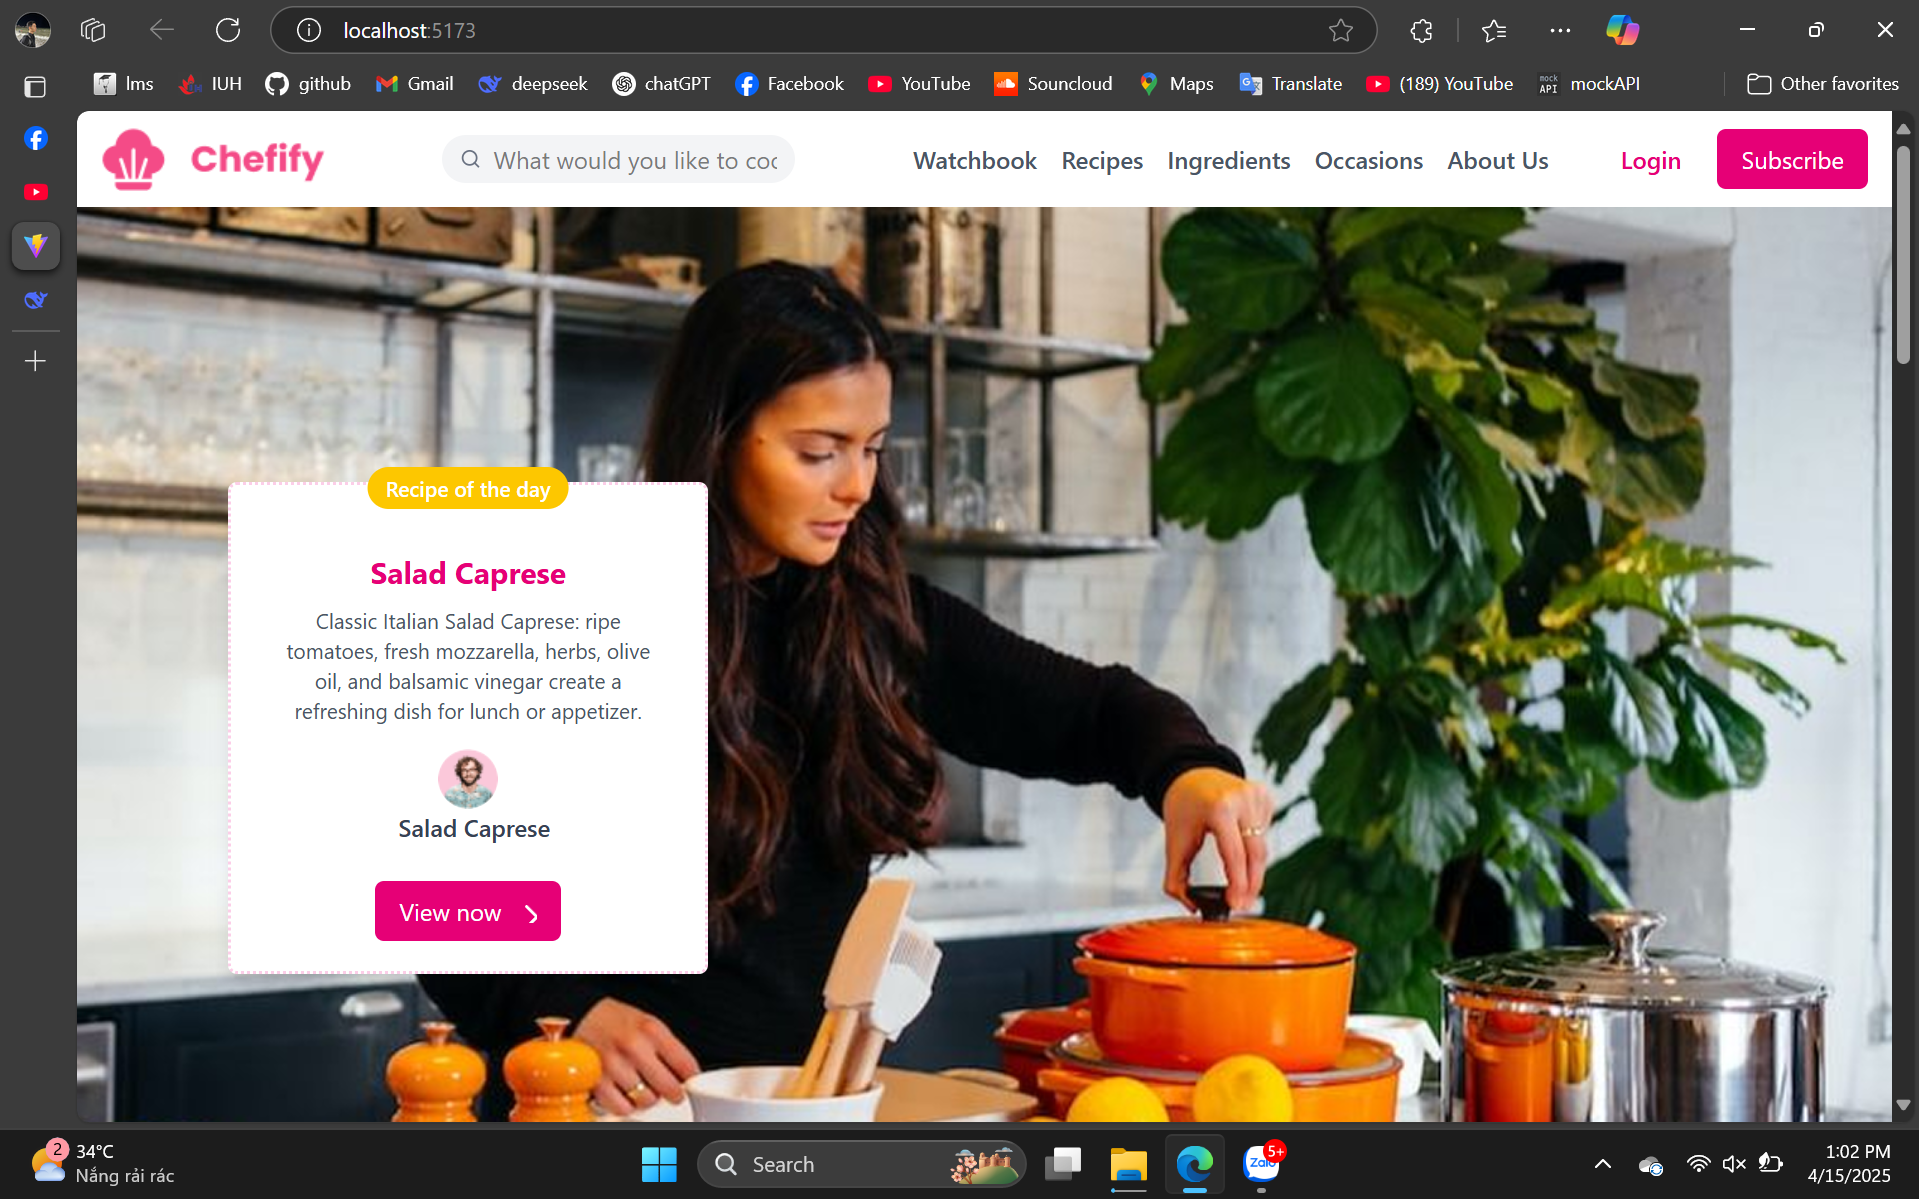 localhost:5173
lms IUH github Gmail deepseek chatGPT Facebook YouTube Souncloud Maps Translate (189) YouTube mock API mockAPI Other favorites
Chefify What would you like to coo Watchbook Recipes Ingredients Occasions About Us Login Subscribe
Recipe of the day
Salad Caprese
Classic Italian Salad Caprese: ripe
tomatoes, fresh mozzarella, herbs, olive
oil, and balsamic vinegar create a
refreshing dish for lunch or appetizer.
Salad Caprese
View now
2 34°C
Nắng rải rác
Search
Zalo 5+
1:02 PM
4/15/2025